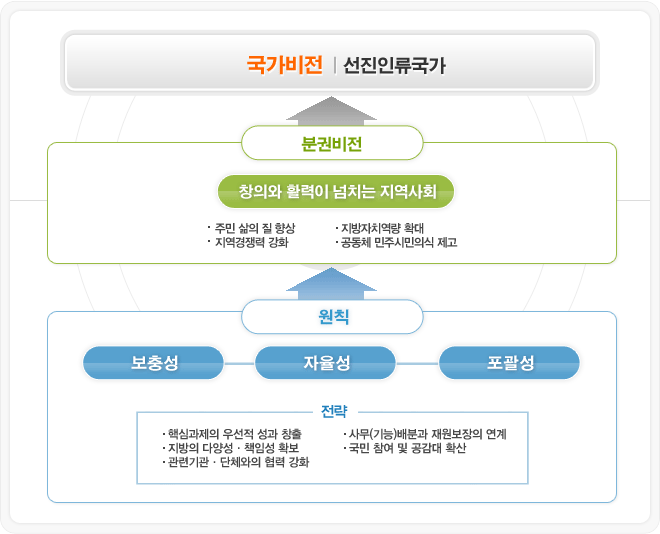 국가비전 | 선진인류국가
분권비전
창의와 활력이 넘치는 지역사회
· 주민 삶의 질 향상
· 지역경쟁력 강화
· 지방자치역량 확대
· 공동체 민주시민의식 제고
원칙
보충성
자율성
포괄성
전략
· 핵심과제의 우선적 성과 창출
· 지방의 다양성 · 책임성 확보
· 관련기관 · 단체와의 협력 강화
· 사무(기능)배분과 재원보장의 연계
· 국민 참여 및 공감대 확산